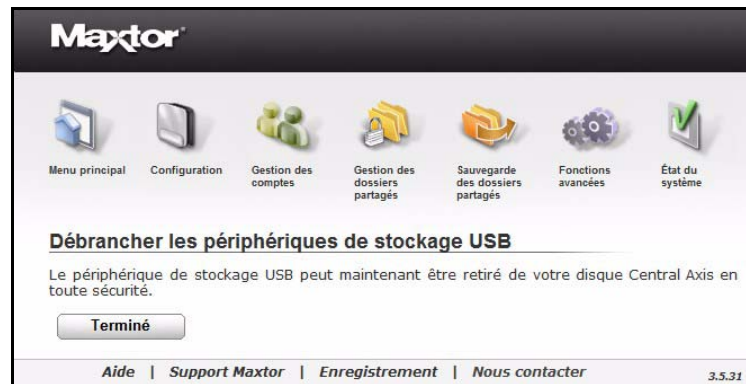 Maxtor
Menu principal
Configuration
Gestion des
comptes
Gestion des
dossiers
partagés
Sauvegarde
des dossiers
partagés
Fonctions
avancées
État du
système
Débrancher les périphériques de stockage USB
Le périphérique de stockage USB peut maintenant être retiré de votre disque Central Axis en
toute sécurité.
Terminé
Aide | Support Maxtor | Enregistrement | Nous contacter
3.5.31